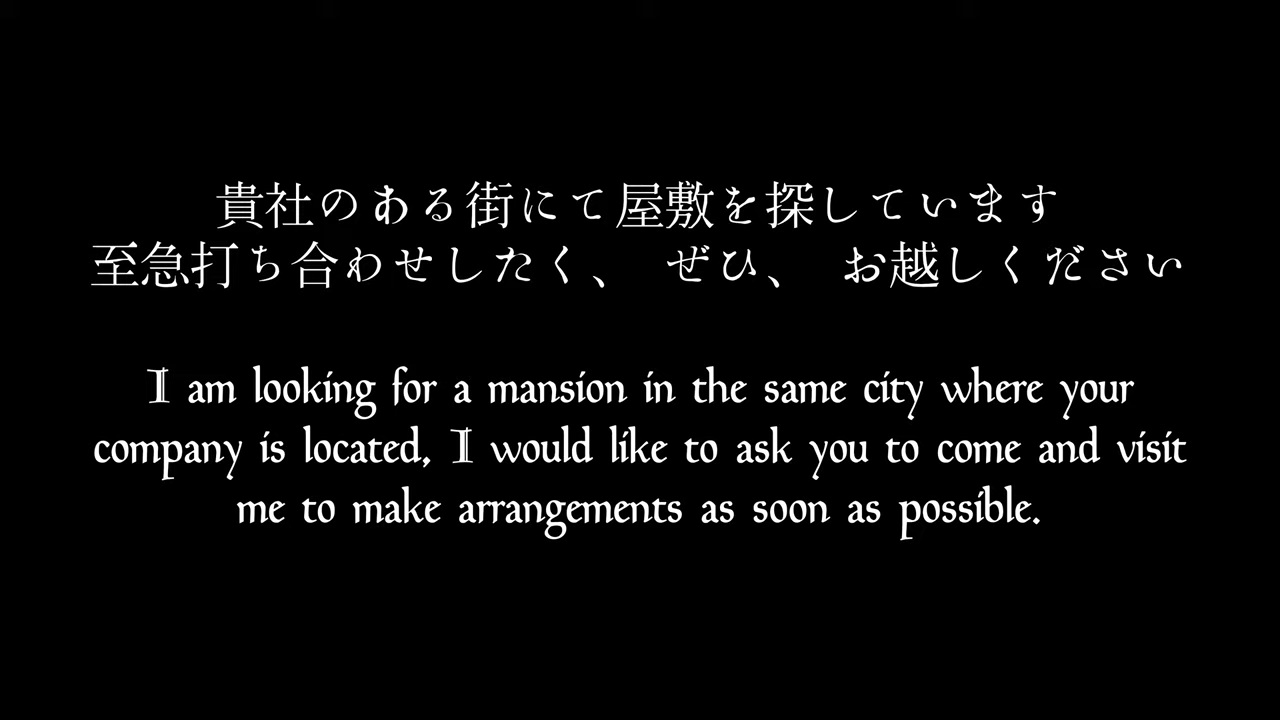 貴社のある街にて屋敷を探しています
至急打ち合わせしたく、 ぜひ、 お越しください
I am looking for a mansion in the same city where your
company is located, I would like to ask you to come and visit
me to make arrangements as soon as possible.